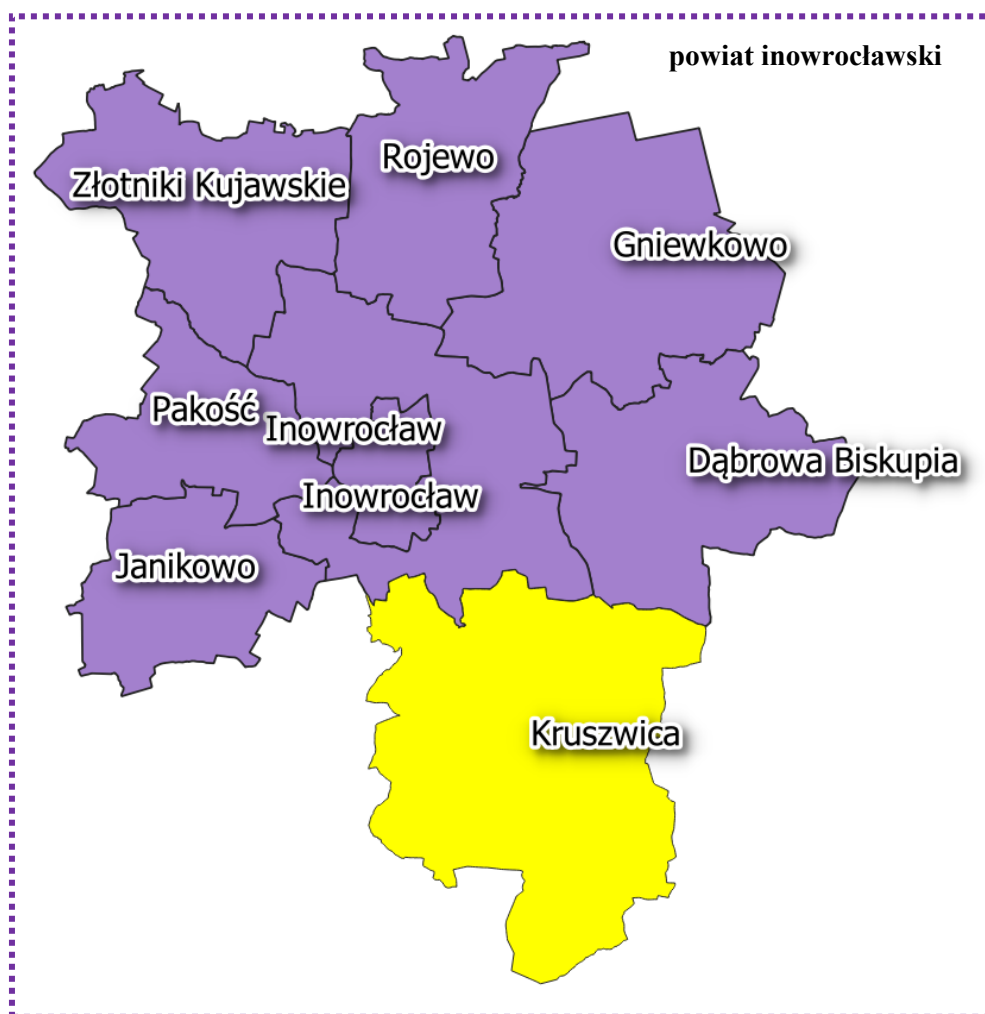 powiat inowrocławski
Rojewo
Złotniki Kujawskie
Gniewkowo
Pakość
Inowrocław
Dąbrowa Biskupia
Inowrocław
Janikowo
Kruszwica